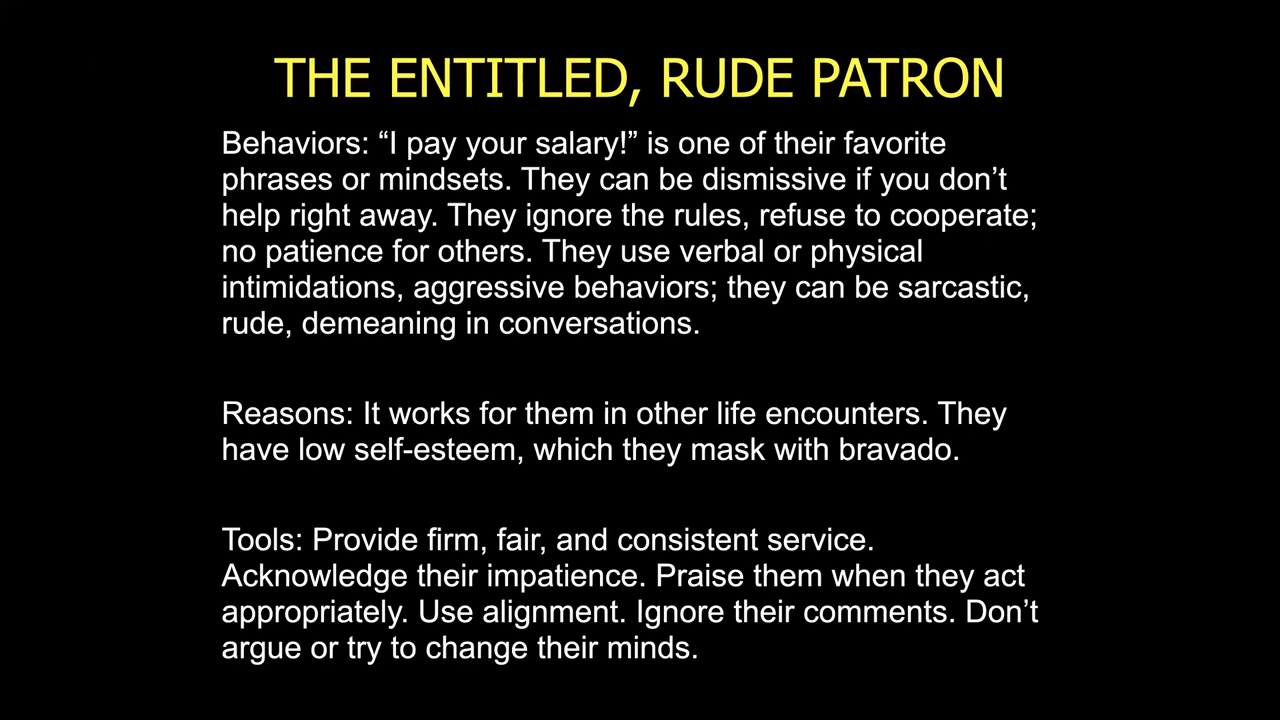 THE ENTITLED, RUDE PATRON
Behaviors: “I pay your salary!” is one of their favorite
phrases or mindsets. They can be dismissive if you don’t
help right away. They ignore the rules, refuse to cooperate;
no patience for others. They use verbal or physical
intimidations, aggressive behaviors; they can be sarcastic,
rude, demeaning in conversations.
Reasons: It works for them in other life encounters. They
have low self-esteem, which they mask with bravado.
Tools: Provide firm, fair, and consistent service.
Acknowledge their impatience. Praise them when they act
appropriately. Use alignment. Ignore their comments. Don’t
argue or try to change their minds.